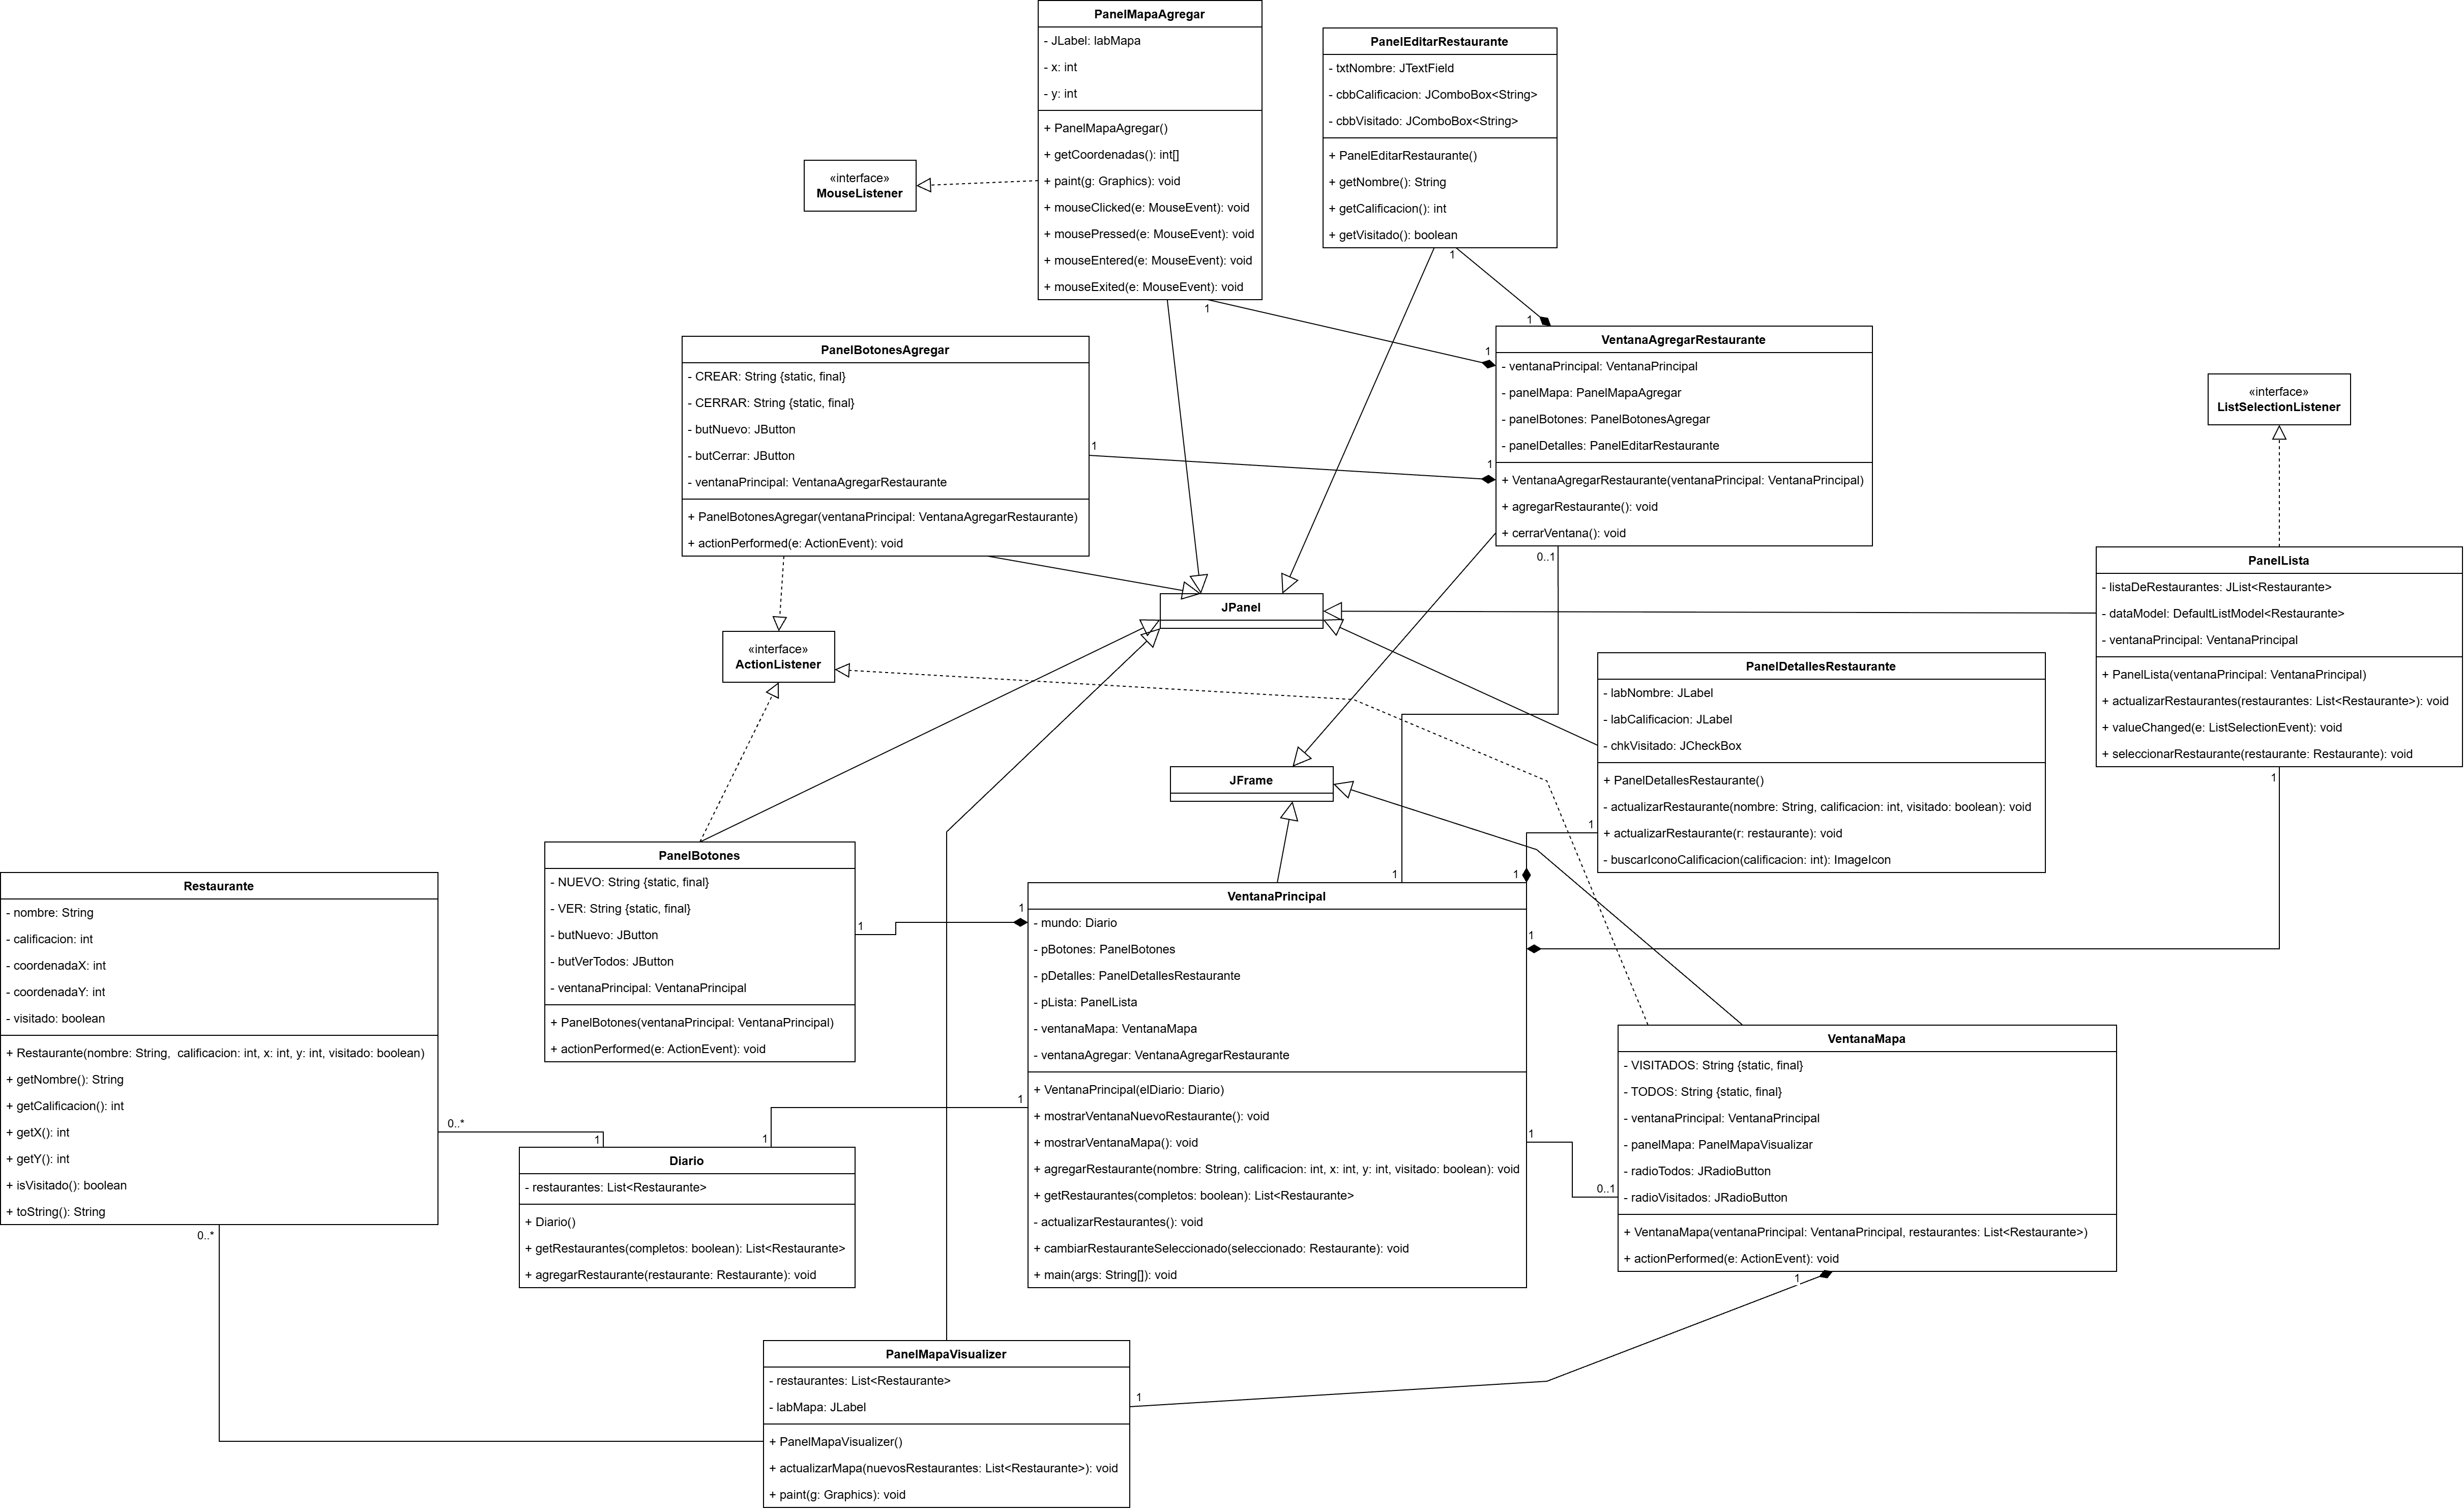 PanelMapaAgregar
- JLabel: labMapa
- x: int
- y: int
+ PanelMapaAgregar()
+ getCoordenadas(): int[]
+ paint(g: Graphics): void
+ mouseClicked(e: MouseEvent): void
+ mousePressed(e: MouseEvent): void
+ mouseEntered(e: MouseEvent): void
+ mouseExited(e: MouseEvent): void
1
PanelEditarRestaurante
- txtNombre: JTextField
- cbbCalificacion: JComboBox<String>
- cbbVisitado: JComboBox<String>
+ PanelEditarRestaurante()
+ getNombre(): String
+ getCalificacion(): int
+ getVisitado(): boolean
1
«interface»
MouseListener
PanelBotonesAgregar
- CREAR: String {static, final}
- CERRAR: String {static, final}
- butNuevo: JButton
- butCerrar: JButton
- ventanaPrincipal: VentanaAgregarRestaurante
+ PanelBotonesAgregar(ventanaPrincipal: VentanaAgregarRestaurante)
+ actionPerformed(e: ActionEvent): void
1
1
1
1
VentanaAgregarRestaurante
- ventanaPrincipal: VentanaPrincipal
- panelMapa: PanelMapaAgregar
- panelBotones: PanelBotonesAgregar
- panelDetalles: PanelEditarRestaurante
+ VentanaAgregarRestaurante(ventanaPrincipal: VentanaPrincipal)
+ agregarRestaurante(): void
+ cerrarVentana(): void
0..1
«interface»
ListSelectionListener
PanelLista
- listaDeRestaurantes: JList<Restaurante>
- dataModel: DefaultListModel<Restaurante>
- ventanaPrincipal: VentanaPrincipal
+ PanelLista(ventanaPrincipal: VentanaPrincipal)
+ actualizarRestaurantes(restaurantes: List<Restaurante>): void
+ valueChanged(e: ListSelectionEvent): void
+ seleccionarRestaurante(restaurante: Restaurante): void
1
JPanel
«interface»
ActionListener
PanelDetallesRestaurante
- labNombre: JLabel
- labCalificacion: JLabel
- chkVisitado: JCheckBox
+ PanelDetallesRestaurante()
- actualizarRestaurante(nombre: String, calificacion: int, visitado: boolean): void
+ actualizarRestaurante(r: restaurante): void
- buscarIconoCalificacion(calificacion: int): ImageIcon
1
JFrame
PanelBotones
- NUEVO: String {static, final}
- VER: String {static, final}
- butNuevo: JButton
- butVerTodos: JButton
- ventanaPrincipal: VentanaPrincipal
+ PanelBotones(ventanaPrincipal: VentanaPrincipal)
+ actionPerformed(e: ActionEvent): void
1
Restaurante
- nombre: String
- calificacion: int
- coordenadaX: int
- coordenadaY: int
- visitado: boolean
+ Restaurante(nombre: String,  calificacion: int, x: int, y: int, visitado: boolean)
+ getNombre(): String
+ getCalificacion(): int
+ getX(): int
+ getY(): int
+ isVisitado(): boolean
+ toString(): String
0..*
0..*
1
1
1
1
1
1
1
1
VentanaPrincipal
- mundo: Diario
- pBotones: PanelBotones
- pDetalles: PanelDetallesRestaurante
- pLista: PanelLista
- ventanaMapa: VentanaMapa
- ventanaAgregar: VentanaAgregarRestaurante
+ VentanaPrincipal(elDiario: Diario)
+ mostrarVentanaNuevoRestaurante(): void
+ mostrarVentanaMapa(): void
+ agregarRestaurante(nombre: String, calificacion: int, x: int, y: int, visitado: boolean): void
+ getRestaurantes(completos: boolean): List<Restaurante>
- actualizarRestaurantes(): void
+ cambiarRestauranteSeleccionado(seleccionado: Restaurante): void
+ main(args: String[]): void
Diario
- restaurantes: List<Restaurante>
+ Diario()
+ getRestaurantes(completos: boolean): List<Restaurante>
+ agregarRestaurante(restaurante: Restaurante): void
VentanaMapa
- VISITADOS: String {static, final}
- TODOS: String {static, final}
- ventanaPrincipal: VentanaPrincipal
- panelMapa: PanelMapaVisualizar
- radioTodos: JRadioButton
- radioVisitados: JRadioButton
+ VentanaMapa(ventanaPrincipal: VentanaPrincipal, restaurantes: List<Restaurante>)
+ actionPerformed(e: ActionEvent): void
0..1
1
PanelMapaVisualizer
- restaurantes: List<Restaurante>
- labMapa: JLabel
+ PanelMapaVisualizer()
+ actualizarMapa(nuevosRestaurantes: List<Restaurante>): void
+ paint(g: Graphics): void
1